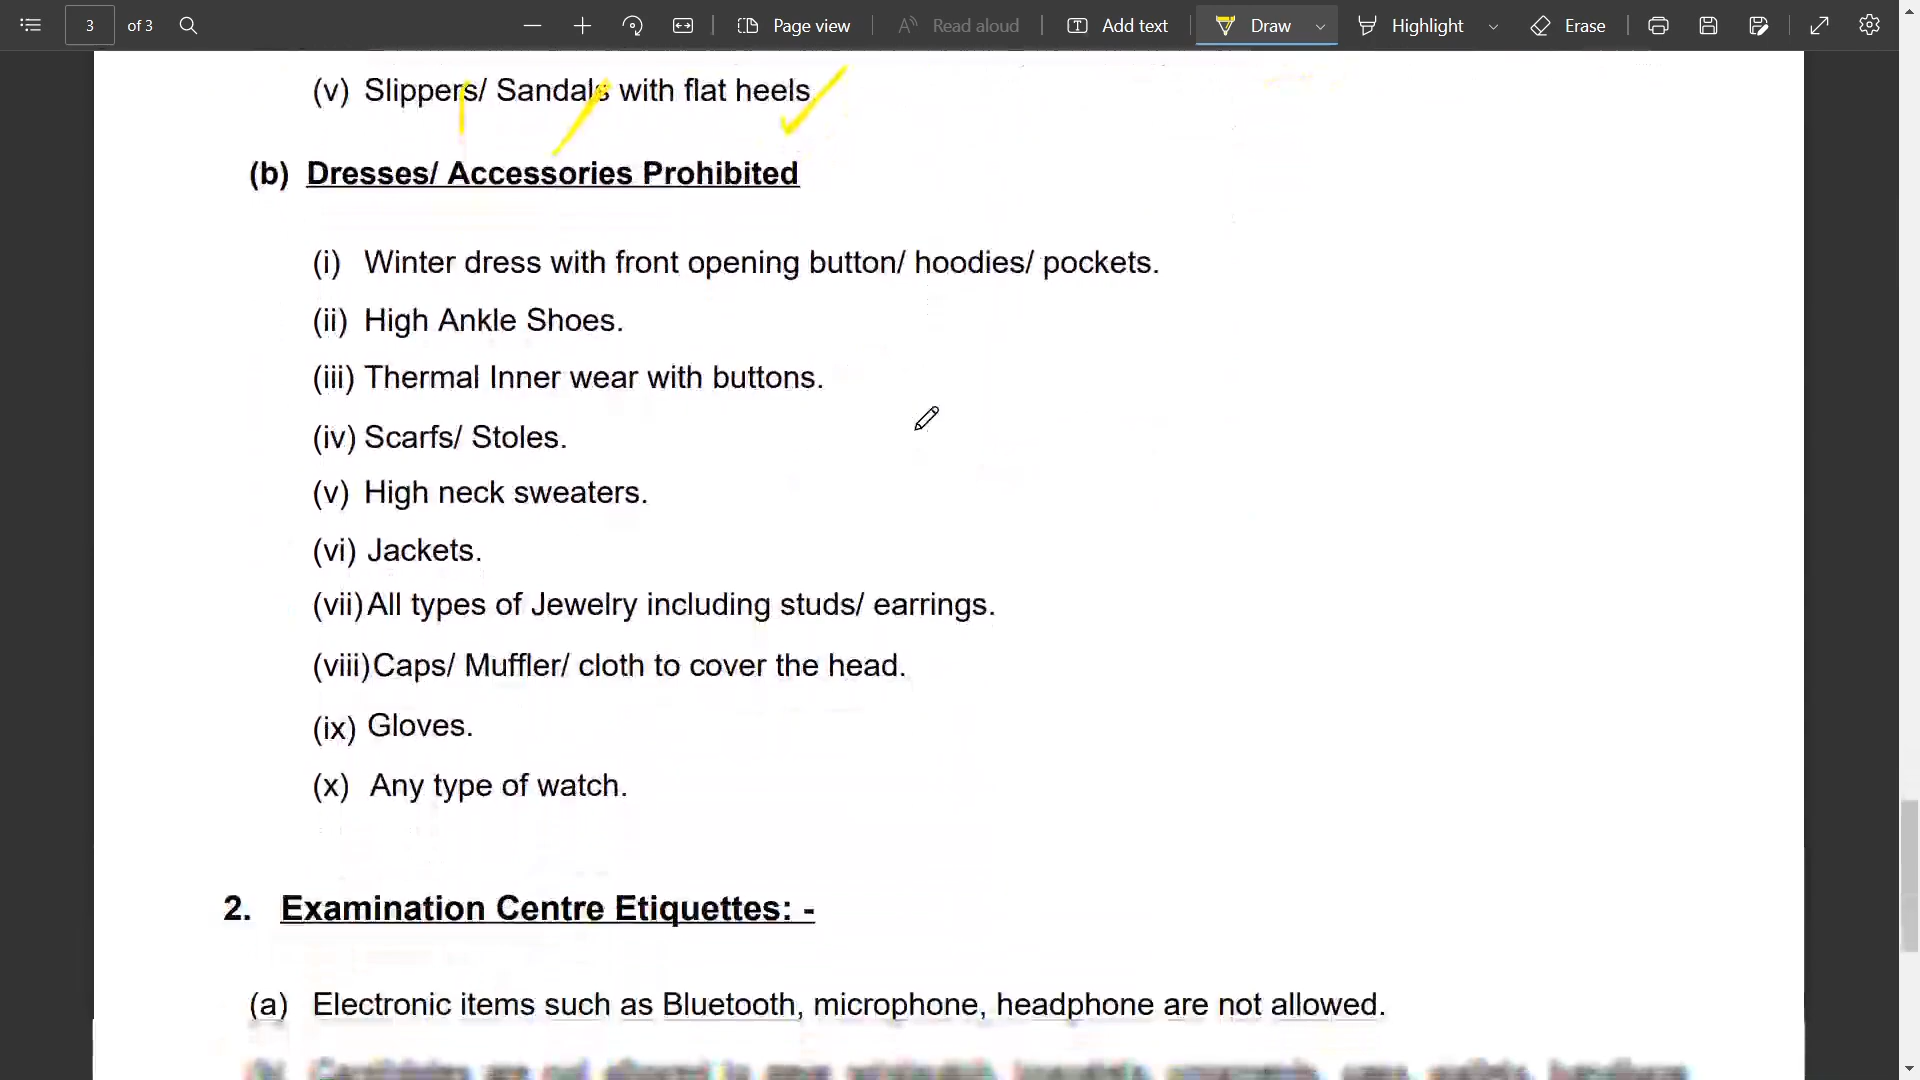 3 of 3 Page view Read aloud Add text Draw Highlight Erase
(v) Slippers/ Sandals with flat heels
(b) Dresses/ Accessories Prohibited
(i) Winter dress with front opening button/ hoodies/ pockets.
(ii) High Ankle Shoes.
(iii) Thermal Inner wear with buttons.
(iv) Scarfs/ Stoles.
(v) High neck sweaters.
(vi) Jackets.
(vii) All types of Jewelry including studs/ earrings.
(viii) Caps/ Muffler/ cloth to cover the head.
(ix) Gloves.
(x) Any type of watch.
2. Examination Centre Etiquettes: -
(a) Electronic items such as Bluetooth, microphone, headphone are not allowed.